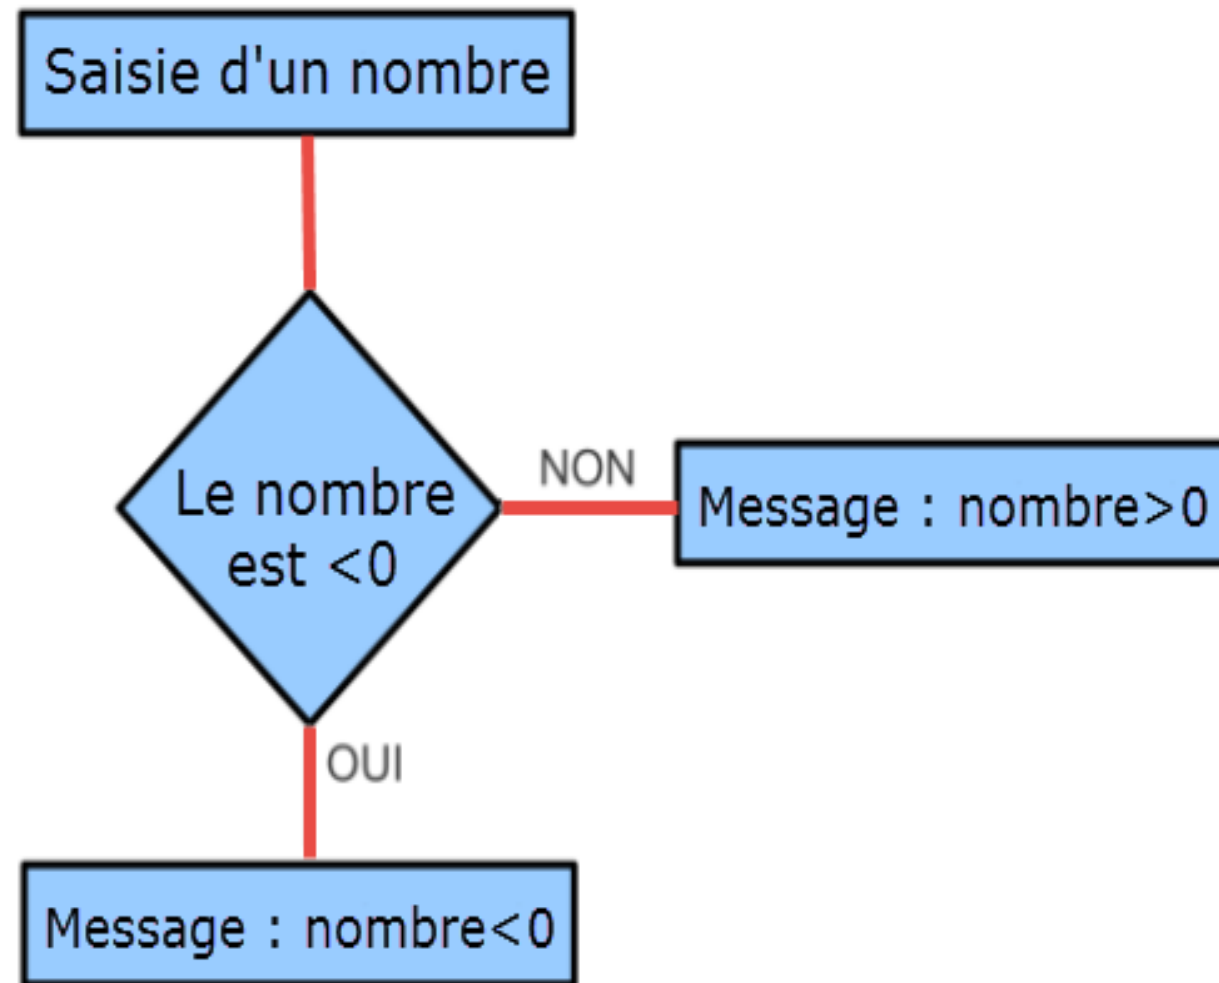 Saisie d'un nombre
Le nombre
est <0
NON
Message : nombre>0
OUI
Message : nombre<0